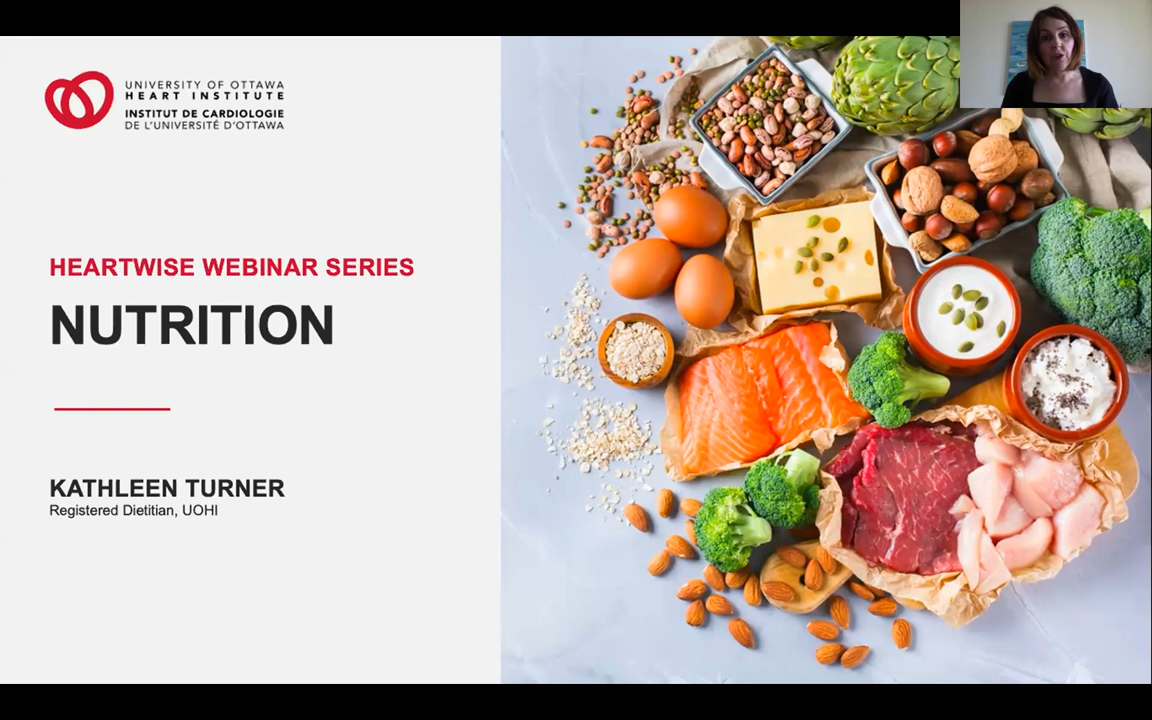 UNIVERSITY OF OTTAWA
HEART INSTITUTE
INSTITUT DE CARDIOLOGIE
DE L'UNIVERSITÉ D'OTTAWA
HEARTWISE WEBINAR SERIES
NUTRITION
KATHLEEN TURNER
Registered Dietitian, UOHI